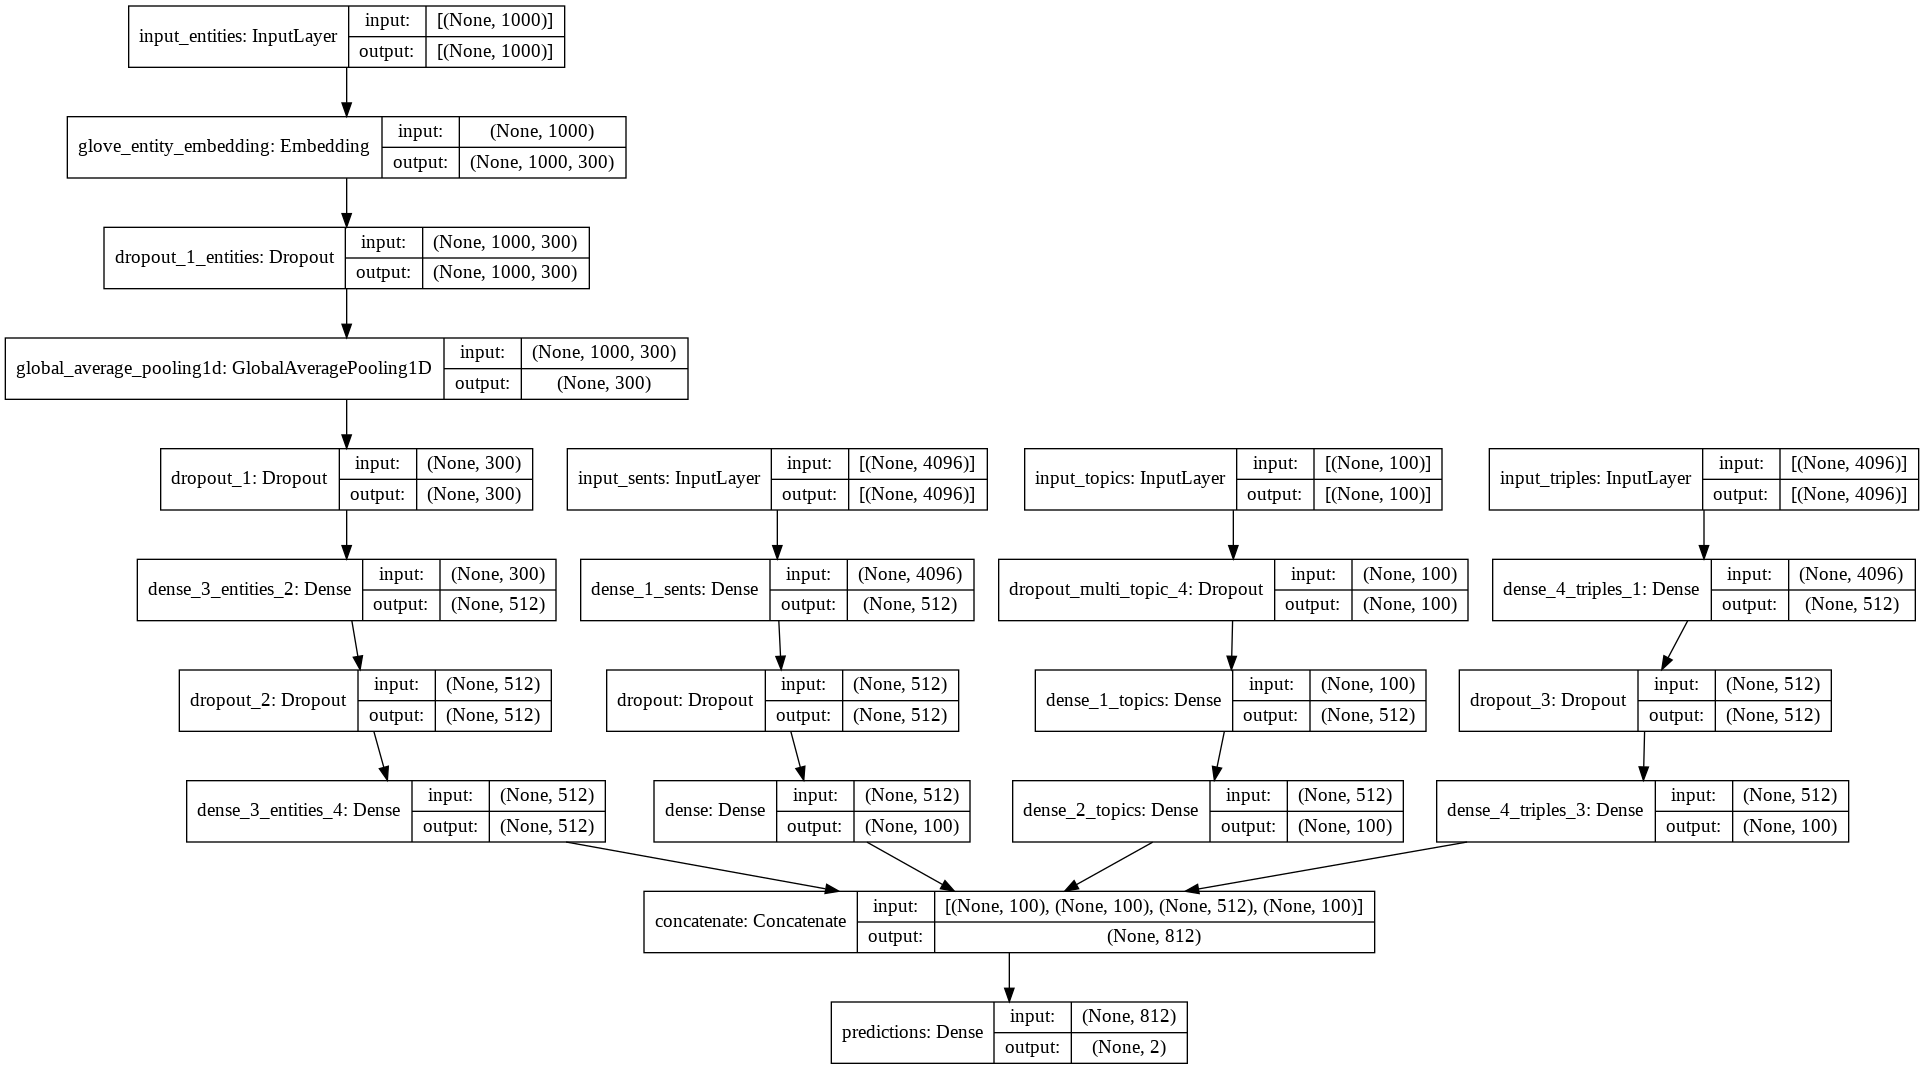 input_entities: InputLayer
input: [(None, 1000)]
output: [(None, 1000)]
glove_entity_embedding: Embedding
input: (None, 1000)
output: (None, 1000, 300)
dropout_1_entities: Dropout
input: (None, 1000, 300)
output: (None, 1000, 300)
global_average_pooling1d: GlobalAveragePooling1D
input: (None, 1000, 300)
output: (None, 300)
dropout_1: Dropout
input: (None, 300)
output: (None, 300)
input_sents: InputLayer
input: [(None, 4096)]
output: [(None, 4096)]
input_topics: InputLayer
input: [(None, 100)]
output: [(None, 100)]
input_triples: InputLayer
input: [(None, 4096)]
output: [(None, 4096)]
dense_3_entities_2: Dense
input: (None, 300)
output: (None, 512)
dense_1_sents: Dense
input: (None, 4096)
output: (None, 512)
dropout_multi_topic_4: Dropout
input: (None, 100)
output: (None, 100)
dense_4_triples_1: Dense
input: (None, 4096)
output: (None, 512)
dropout_2: Dropout
input: (None, 512)
output: (None, 512)
dropout: Dropout
input: (None, 512)
output: (None, 512)
dense_1_topics: Dense
input: (None, 100)
output: (None, 512)
dropout_3: Dropout
input: (None, 512)
output: (None, 512)
dense_3_entities_4: Dense
input: (None, 512)
output: (None, 512)
dense: Dense
input: (None, 512)
output: (None, 100)
dense_2_topics: Dense
input: (None, 512)
output: (None, 100)
dense_4_triples_3: Dense
input: (None, 512)
output: (None, 100)
concatenate: Concatenate
input: [(None, 100), (None, 100), (None, 512), (None, 100)]
output: (None, 812)
predictions: Dense
input: (None, 812)
output: (None, 2)